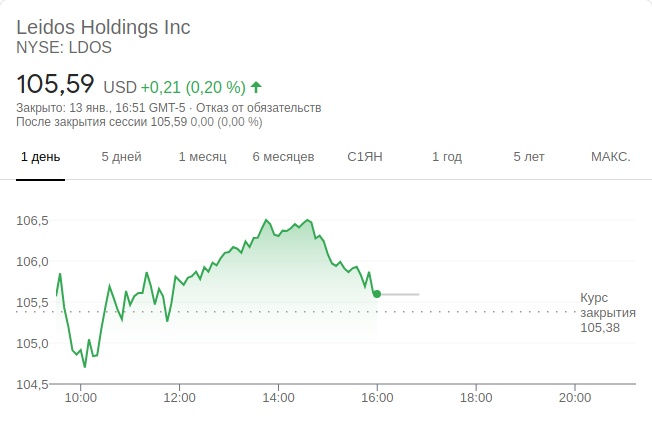 Leidos Holdings Inc
NYSE: LDOS
105,59 USD +0,21 (0,20 %)
Закрыто: 13 янв., 16:51 GMT-5 · Отказ от обязательств
После закрытия сессии 105,59 0,00 (0,00 %)
1 день 5 дней 1 месяц 6 месяцев С1ЯН 1 год 5 лет МАКС.
106,5
106,0
105,5
105,0
104,5
Курс
закрытия
105,38
10:00 12:00 14:00 16:00 18:00 20:00